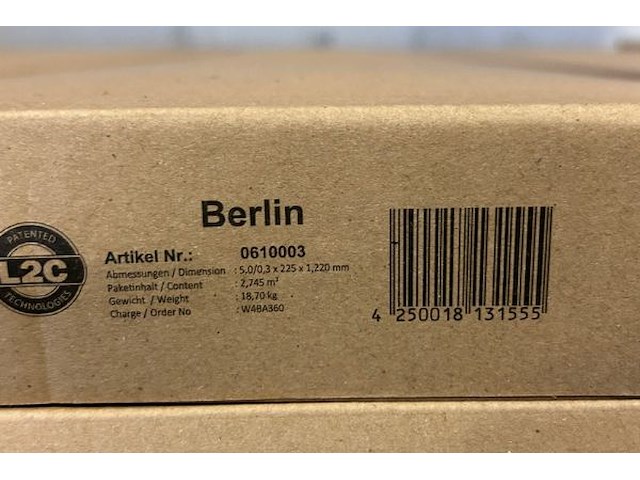 Berlin
PATENTED
L2C
TECHNOLOGIES
Artikel Nr.: 0610003
Abmessungen / Dimension : 5.0/0,3 x 225 x 1,220 mm
Paketinhalt / Content : 2,745 m²
Gewicht / Weight : 18,70 kg
Charge / Order No : W4BA360
4 250018 131555